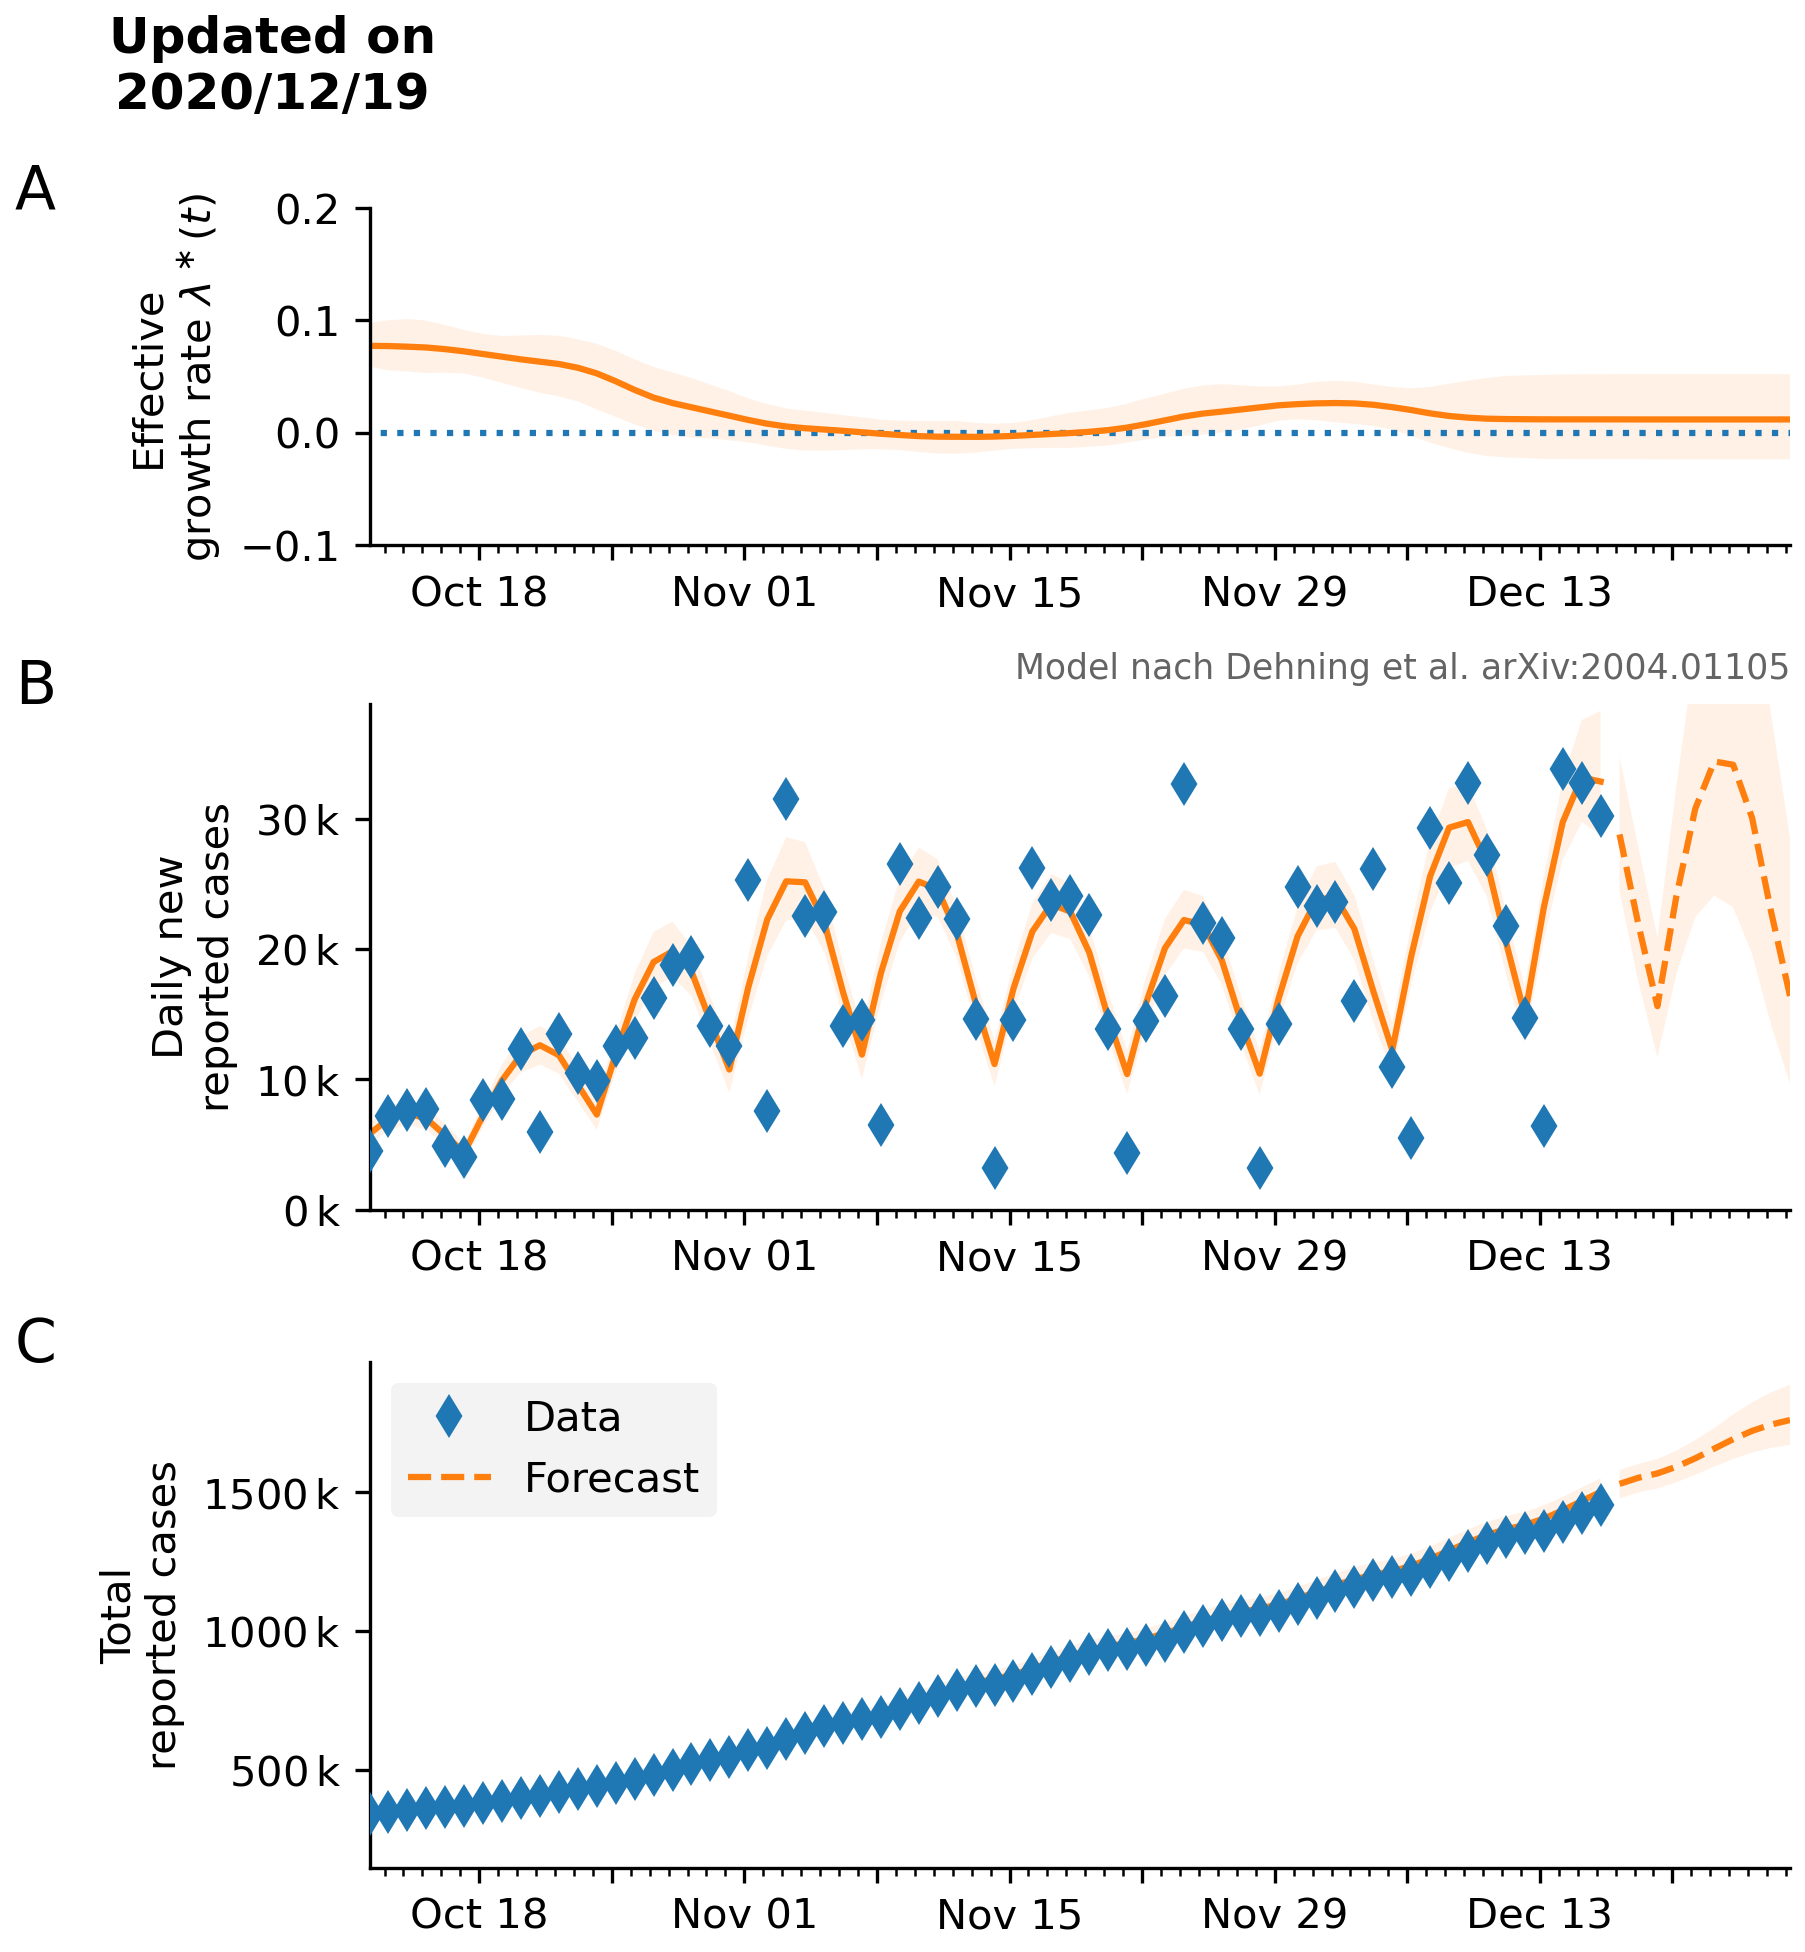 Updated on
2020/12/19
A
Effective
growth rate λ * (t)
0.2
0.1
0.0
−0.1
Oct 18 Nov 01 Nov 15 Nov 29 Dec 13
B
Model nach Dehning et al. arXiv:2004.01105
Daily new
reported cases
30 k
20 k
10 k
0 k
Oct 18 Nov 01 Nov 15 Nov 29 Dec 13
C
Data
Forecast
Total
reported cases
1500 k
1000 k
500 k
Oct 18 Nov 01 Nov 15 Nov 29 Dec 13